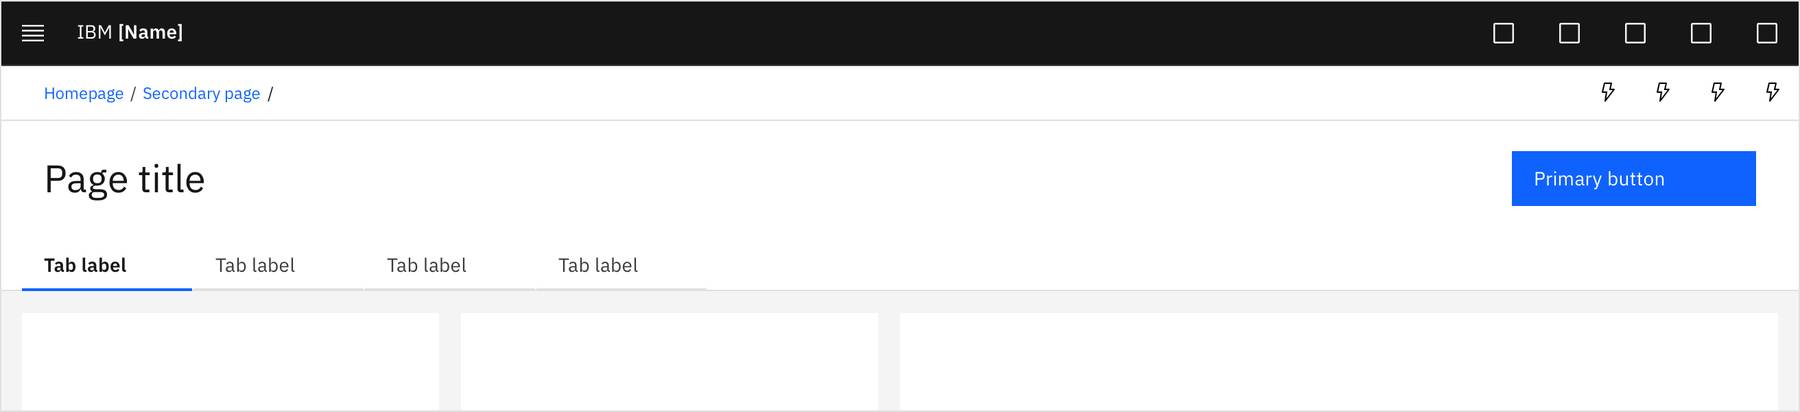 IBM [Name]
Homepage / Secondary page /
Page title
Primary button
Tab label Tab label Tab label Tab label